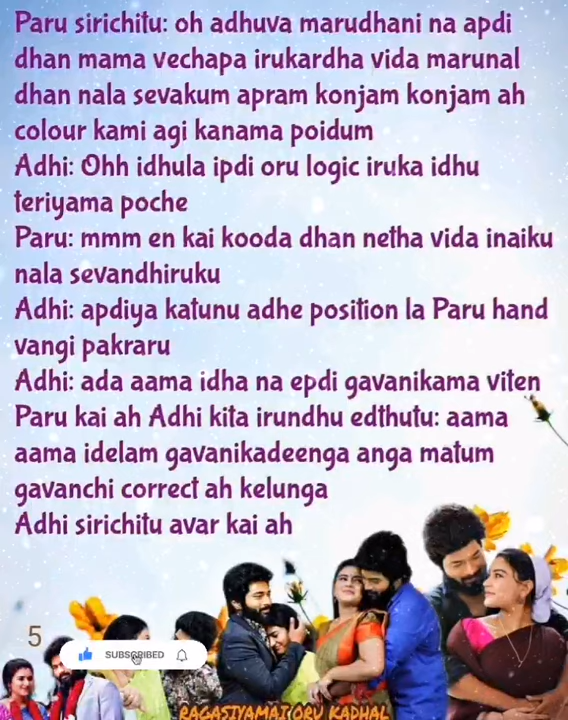 Paru sirichitu: oh adhuva marudhani na apdi
dhan mama vechapa irukardha vida marunal
dhan nala sevakum apram konjam konjam ah
colour kami agi kanama poidum
Adhi: Ohh idhula ipdi oru logic iruka idhu
teriyama poche
Paru: mmm en kai kooda dhan netha vida inaiku
nala sevandhiruku
Adhi: apdiya katunu adhe position la Paru hand
vangi pakraru
Adhi: ada aama idha na epdi gavanikama viten
Paru kai ah Adhi kita irundhu edthutu: aama
aama idelam gavanikadeenga anga matum
gavanchi correct ah kelunga
Adhi sirichitu avar kai ah
5
SUBSCRIBED
RAGASIYAMAI ORU KADHAL